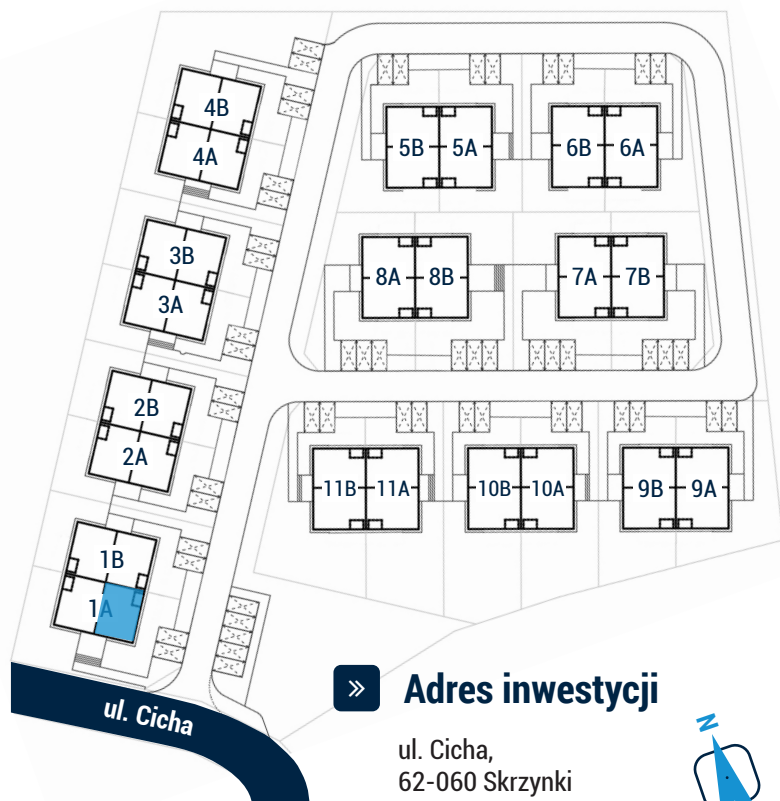 4B
4A
5B 5A
6B 6A
3B
3A
8A 8B
7A 7B
2B
2A
11B 11A
10B 10A
9B 9A
1B
1A
ul. Cicha
» Adres inwestycji
ul. Cicha,
62-060 Skrzynki
N